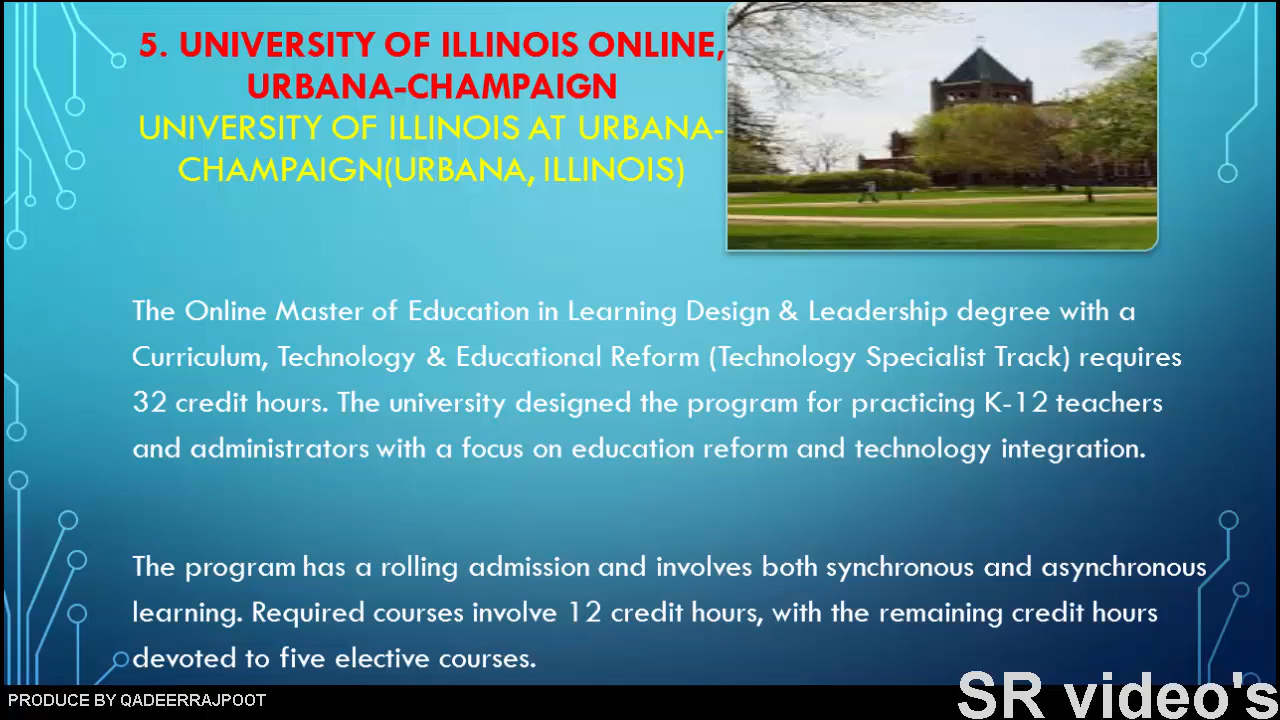 5. UNIVERSITY OF ILLINOIS ONLINE,
URBANA-CHAMPAIGN
UNIVERSITY OF ILLINOIS AT URBANA-
CHAMPAIGN(URBANA, ILLINOIS)
The Online Master of Education in Learning Design & Leadership degree with a
Curriculum, Technology & Educational Reform (Technology Specialist Track) requires
32 credit hours. The university designed the program for practicing K-12 teachers
and administrators with a focus on education reform and technology integration.
The program has a rolling admission and involves both synchronous and asynchronous
learning. Required courses involve 12 credit hours, with the remaining credit hours
devoted to five elective courses.
PRODUCE BY QADEERRAJPOOT
SR video's